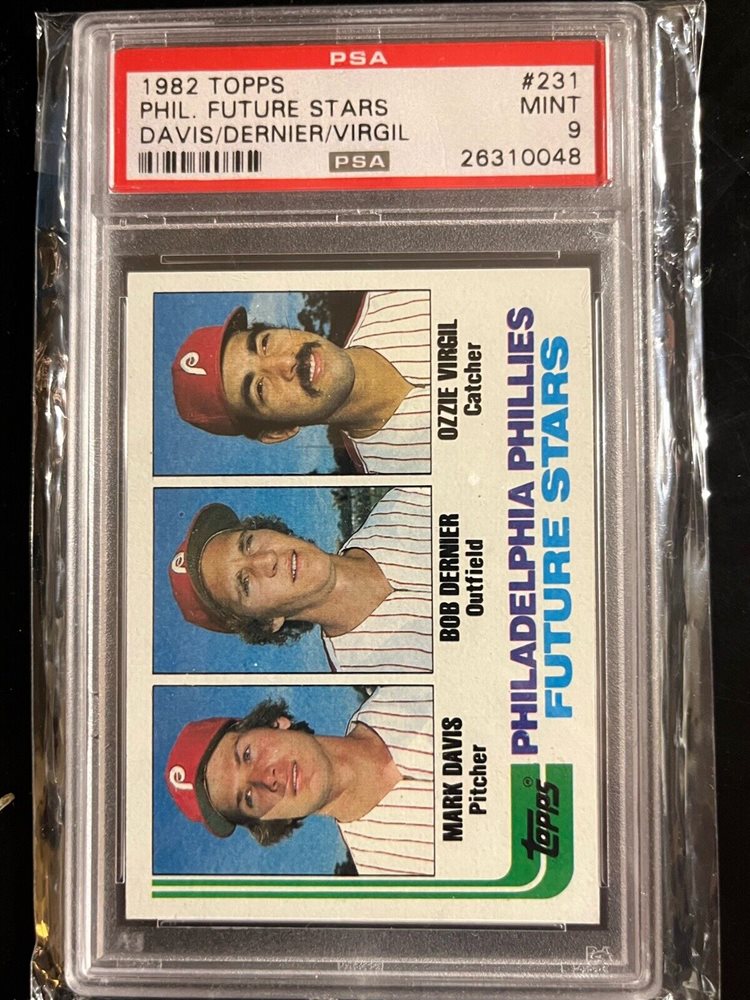 PSA
1982 TOPPS #231
PHIL. FUTURE STARS MINT
DAVIS/DERNIER/VIRGIL 9
PSA 26310048
P
P
P
MARK DAVIS
Pitcher
BOB DERNIER
Outfield
OZZIE VIRGIL
Catcher
PHILADELPHIA PHILLIES
FUTURE STARS
TOPPS®